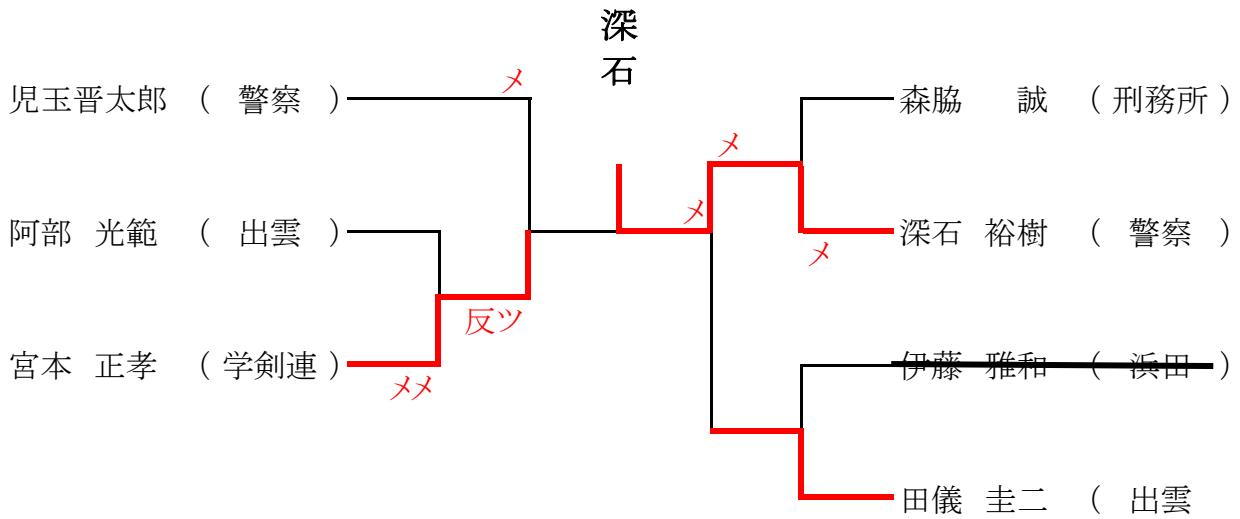 深
石
メ
児玉晋太郎 （ 警察 ）
森脇 誠 （ 刑務所 ）
メ
メ
阿部 光範 （ 出雲 ）
深石 裕樹 （ 警察 ）
メ
反ツ
宮本 正孝 （ 学剣連 ）
伊藤 雅和 （ 浜田 ）
メメ
田儀 圭二 （ 出雲